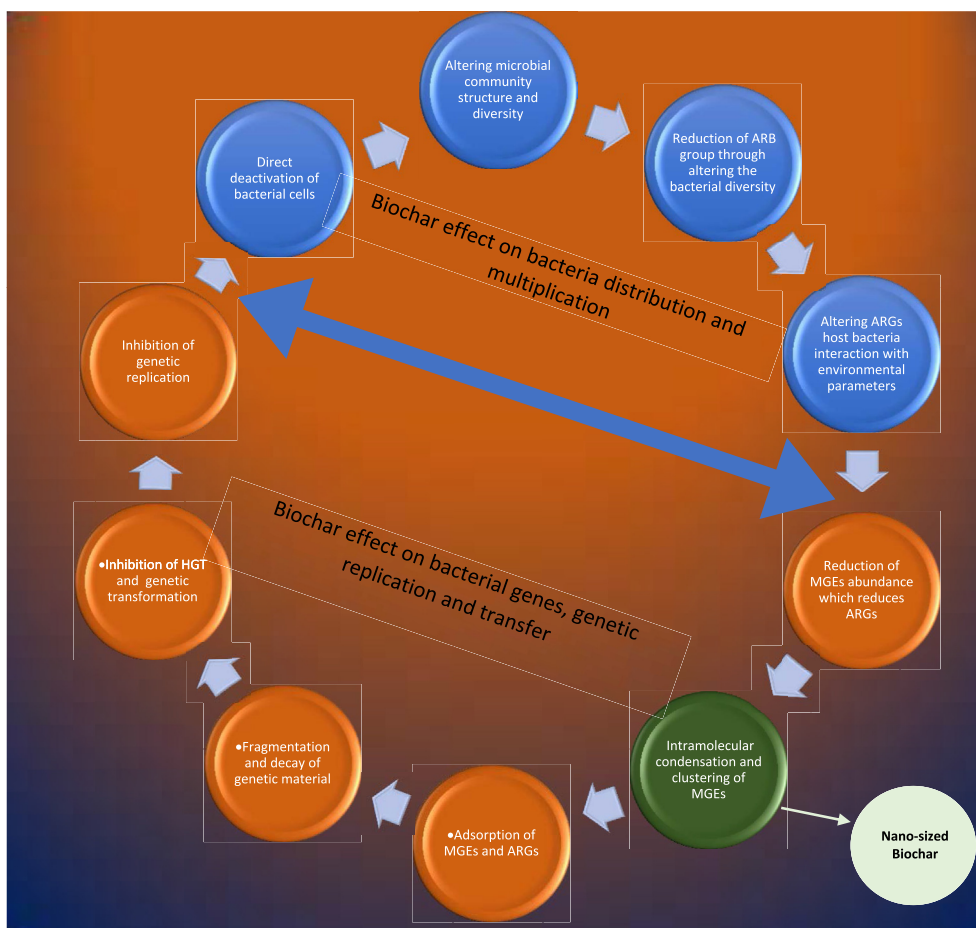 Altering microbial
community
structure and
diversity
Reduction of ARB
group through
altering the
bacterial diversity
Direct
deactivation of
bacterial cells
Biochar effect on bacteria distribution and
multiplication
Altering ARGs
host bacteria
interaction with
environmental
parameters
Inhibition of
genetic
replication
Biochar effect on bacterial genes, genetic
replication and transfer
•Inhibition of HGT
and genetic
transformation
Reduction of
MGEs abundance
which reduces
ARGs
•Fragmentation
and decay of
genetic material
Intramolecular
condensation and
clustering of
MGEs
•Adsorption of
MGEs and ARGs
Nano-sized
Biochar